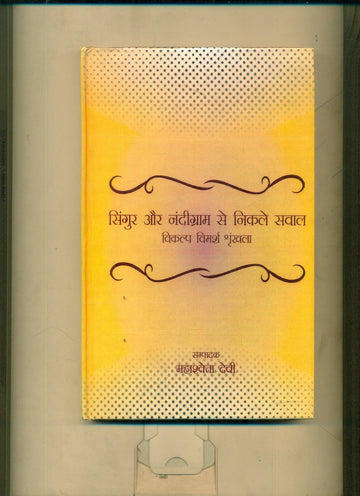 सिंगुर और नंदीग्राम से निकले सवाल
विकल्प विमर्श शृंखला
सम्पादक
महाश्वेता देवी